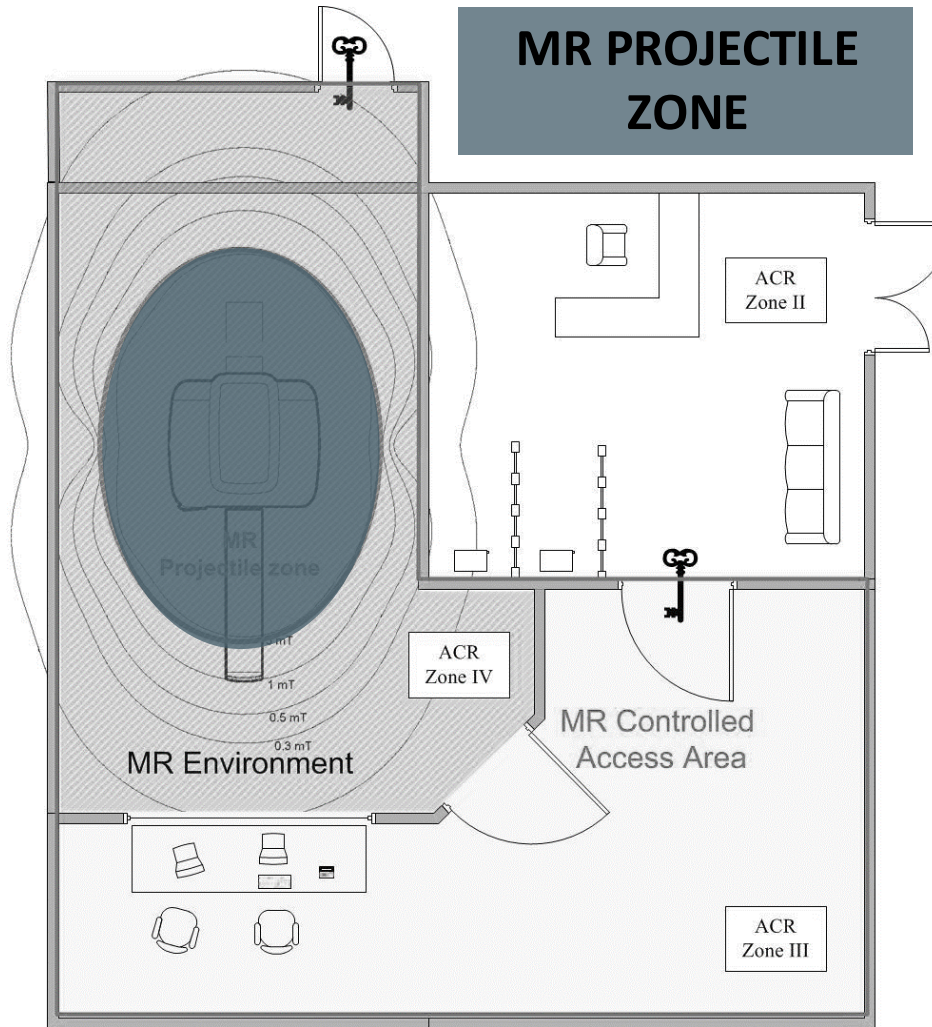 MR PROJECTILE
ZONE
ACR
Zone II
MR
Projectile zone
mT
ACR
Zone IV
1 mT
0.5 mT
0.3 mT
MR Environment
MR Controlled
Access Area
ACR
Zone III